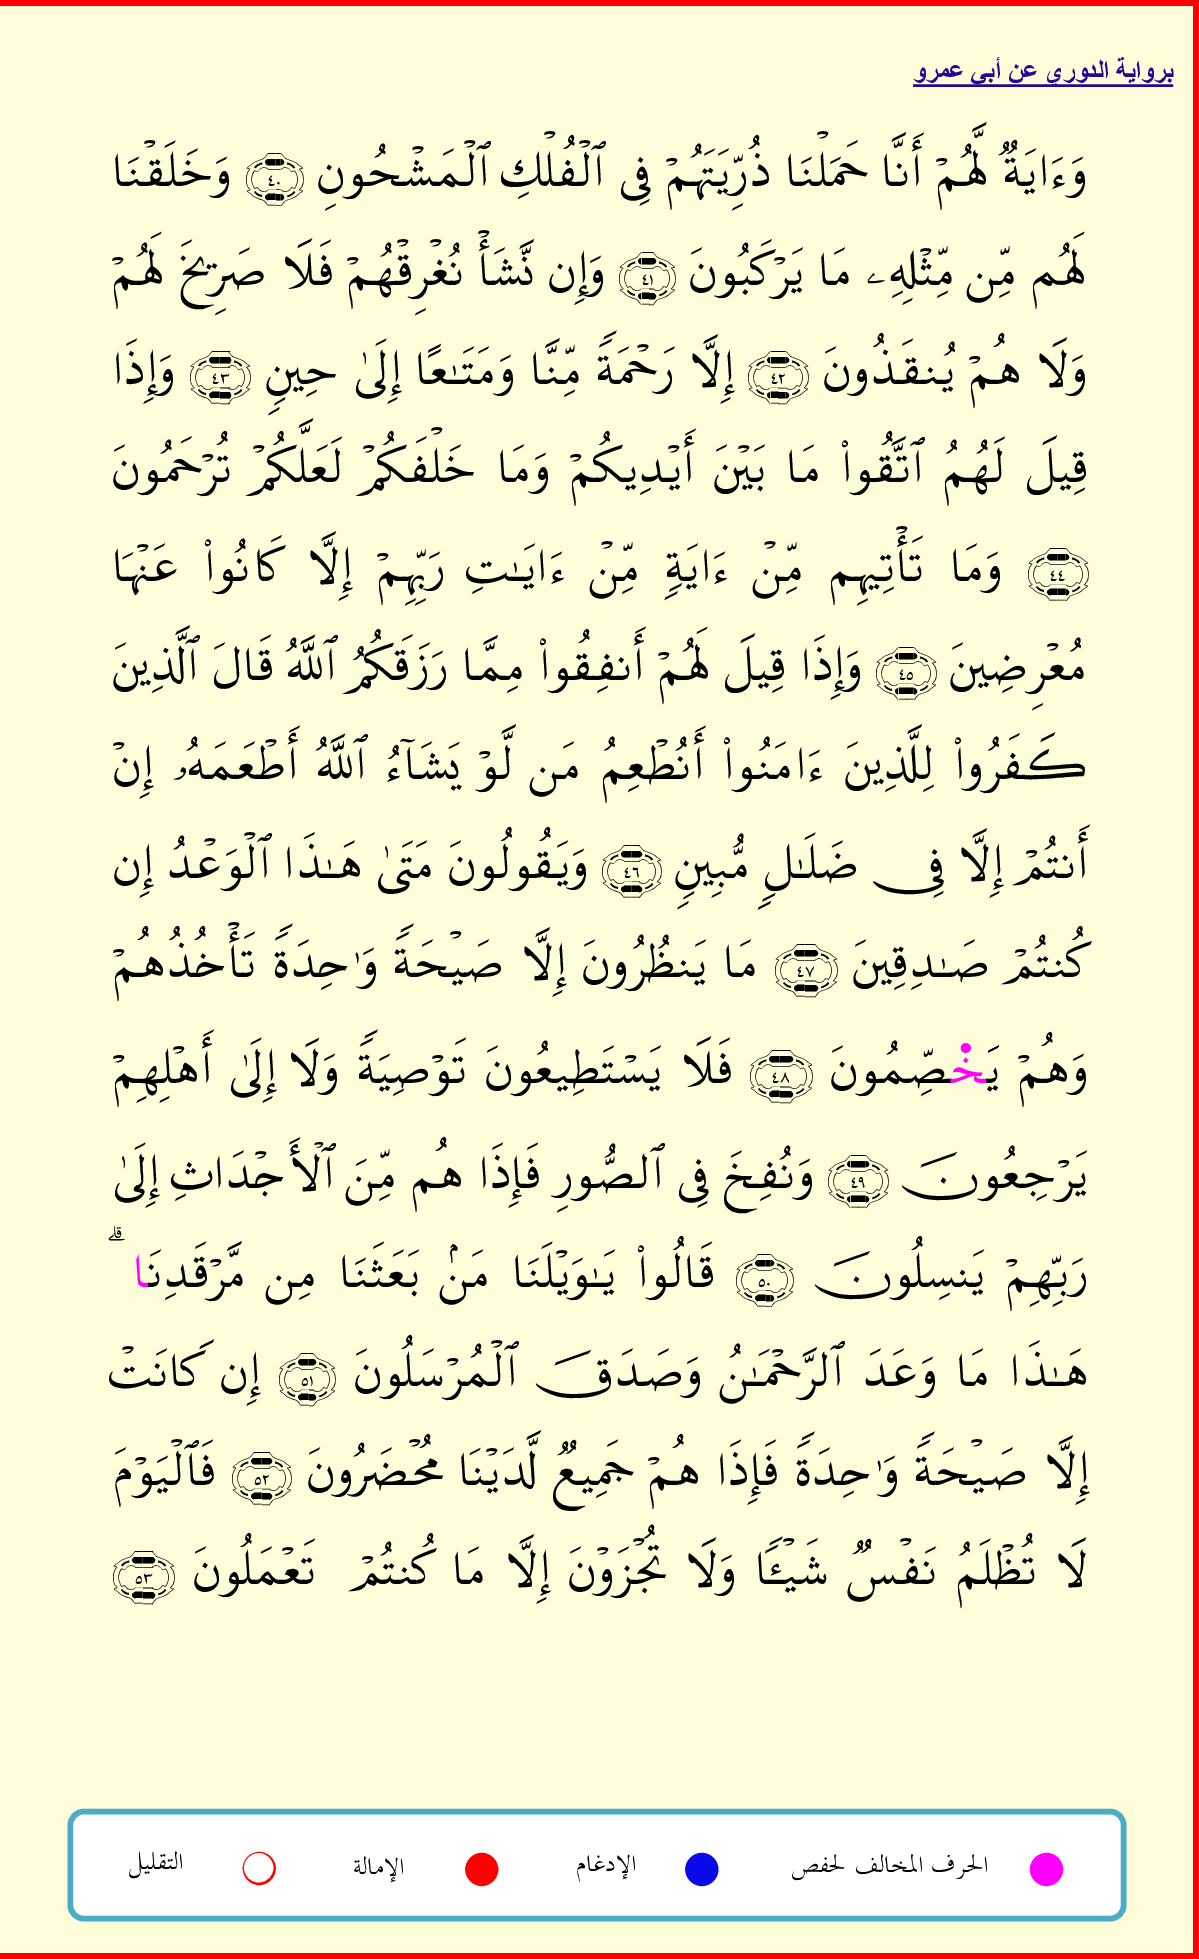 برواية الدوري عن أبي عمرو
وَءَايَةٌ لَّهُمْ أَنَّا حَمَلْنَا ذُرِّيَّتَهُمْ فِى ٱلْفُلْكِ ٱلْمَشْحُونِ ٤٠ وَخَلَقْنَا
لَهُم مِّن مِّثْلِهِۦ مَا يَرْكَبُونَ ٤١ وَإِن نَّشَأْ نُغْرِقْهُمْ فَلَا صَرِيخَ لَهُمْ
وَلَا هُمْ يُنقَذُونَ ٤٢ إِلَّا رَحْمَةً مِّنَّا وَمَتَـٰعًا إِلَىٰ حِينٍ ٤٣ وَإِذَا
قِيلَ لَهُمُ ٱتَّقُوا۟ مَا بَيْنَ أَيْدِيكُمْ وَمَا خَلْفَكُمْ لَعَلَّكُمْ تُرْحَمُونَ
٤٤ وَمَا تَأْتِيهِم مِّنْ ءَايَةٍ مِّنْ ءَايَـٰتِ رَبِّهِمْ إِلَّا كَانُوا۟ عَنْهَا
مُعْرِضِينَ ٤٥ وَإِذَا قِيلَ لَهُمْ أَنفِقُوا۟ مِمَّا رَزَقَكُمُ ٱللَّهُ قَالَ ٱلَّذِينَ
كَفَرُوا۟ لِلَّذِينَ ءَامَنُوٓا۟ أَنُطْعِمُ مَن لَّوْ يَشَآءُ ٱللَّهُ أَطْعَمَهُۥ إِنْ
أَنتُمْ إِلَّا فِى ضَلَـٰلٍ مُّبِينٍ ٤٦ وَيَقُولُونَ مَتَىٰ هَـٰذَا ٱلْوَعْدُ إِن
كُنتُمْ صَـٰدِقِينَ ٤٧ مَا يَنظُرُونَ إِلَّا صَيْحَةً وَٰحِدَةً تَأْخُذُهُمْ
وَهُمْ يَخْصِّمُونَ ٤٨ فَلَا يَسْتَطِيعُونَ تَوْصِيَةً وَلَا إِلَىٰ أَهْلِهِمْ
يَرْجِعُونَ ٤٩ وَنُفِخَ فِى ٱلصُّورِ فَإِذَا هُم مِّنَ ٱلْأَجْدَاثِ إِلَىٰ
رَبِّهِمْ يَنسِلُونَ ٥٠ قَالُوا۟ يَـٰوَيْلَنَا مَنۢ بَعَثَنَا مِن مَّرْقَدِنَا ۗ
هَـٰذَا مَا وَعَدَ ٱلرَّحْمَـٰنُ وَصَدَقَ ٱلْمُرْسَلُونَ ٥١ إِن كَانَتْ
إِلَّا صَيْحَةً وَٰحِدَةً فَإِذَا هُمْ جَمِيعٌ لَّدَيْنَا مُحْضَرُونَ ٥٢ فَٱلْيَوْمَ
لَا تُظْلَمُ نَفْسٌ شَيْـًٔا وَلَا تُجْزَوْنَ إِلَّا مَا كُنتُمْ تَعْمَلُونَ ٥٣
الحرف المخالف لحفص الإدغام الإمالة التقليل